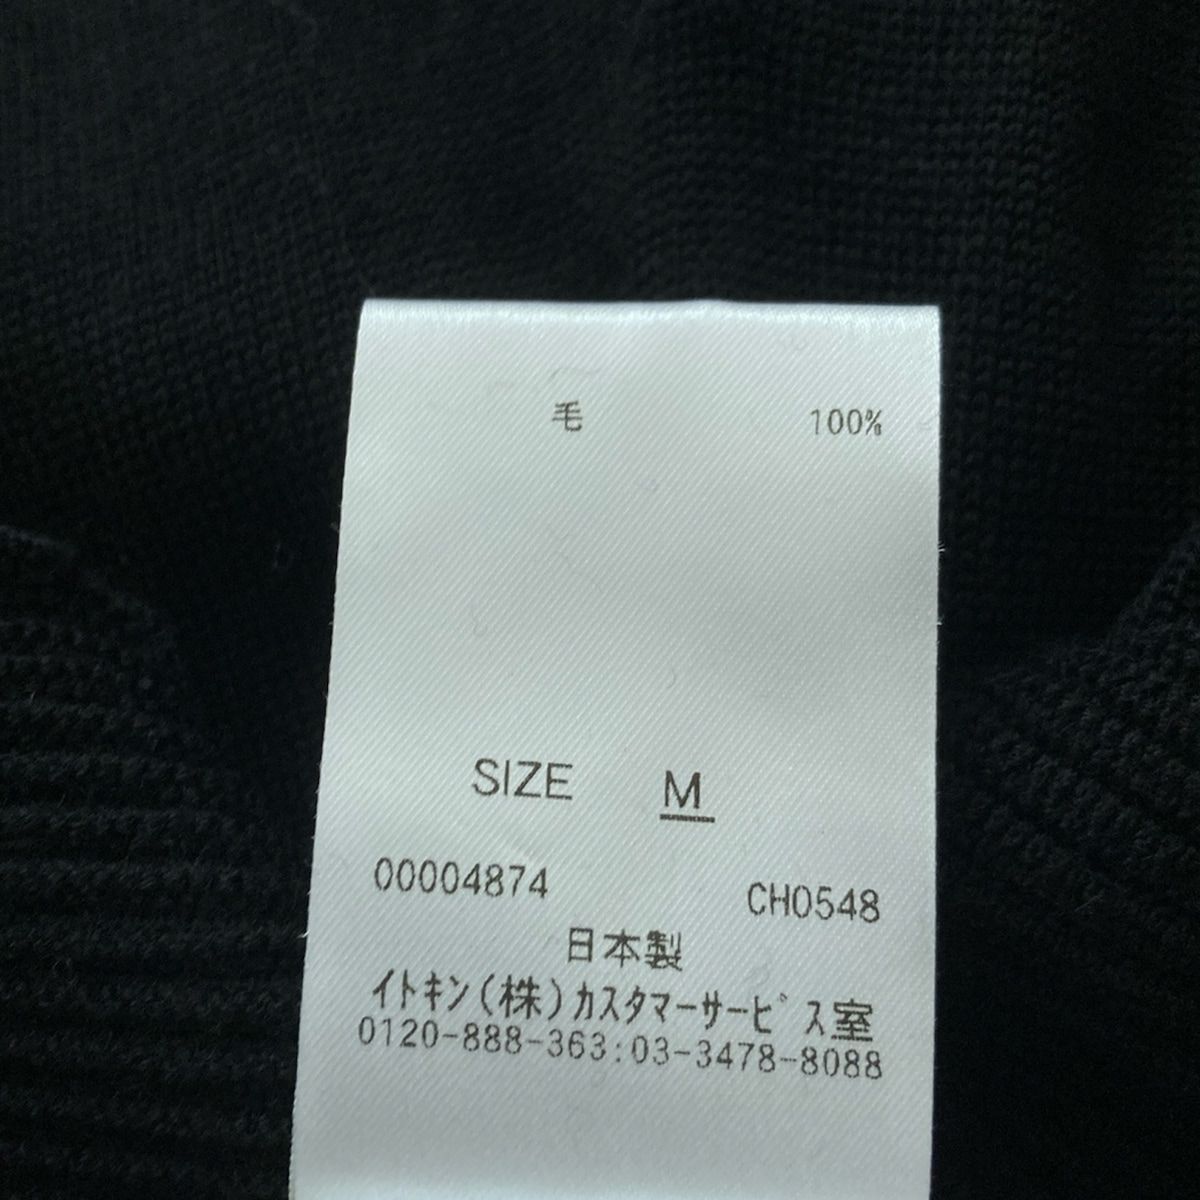 毛 100%
SIZE M
00004874 CH0548
日本製
イトキン(株)カスタマーサービス室
0120-888-363:03-3478-8088